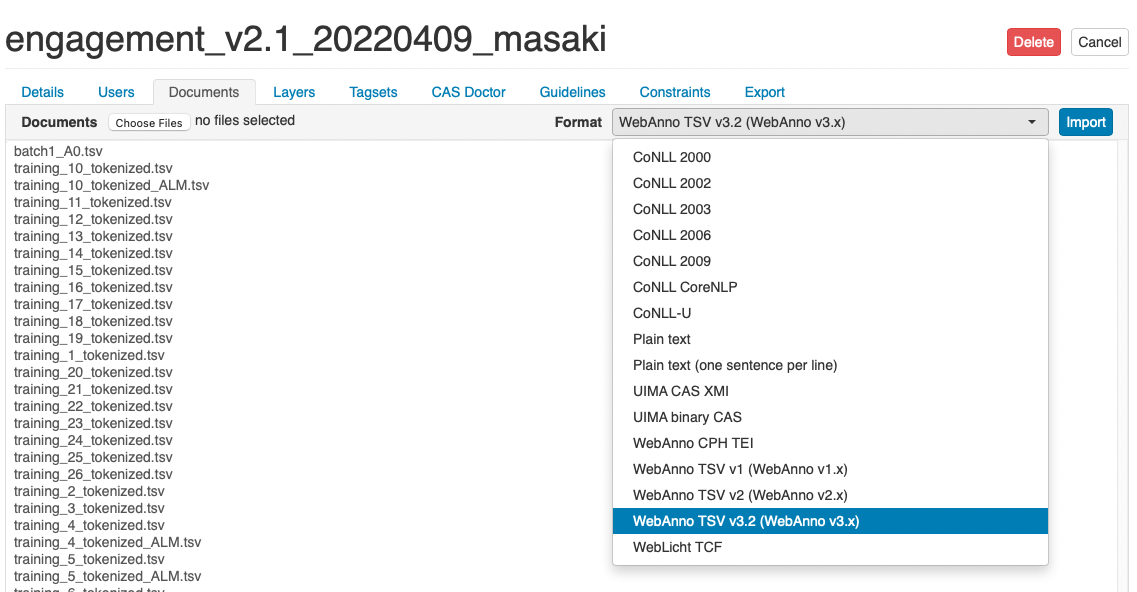 engagement_v2.1_20220409_masaki
Delete Cancel
Details Users Documents Layers Tagsets CAS Doctor Guidelines Constraints Export
Documents Choose Files no files selected Format WebAnno TSV v3.2 (WebAnno v3.x) Import
batch1_A0.tsv
training_10_tokenized.tsv
training_10_tokenized_ALM.tsv
training_11_tokenized.tsv
training_12_tokenized.tsv
training_13_tokenized.tsv
training_14_tokenized.tsv
training_15_tokenized.tsv
training_16_tokenized.tsv
training_17_tokenized.tsv
training_18_tokenized.tsv
training_19_tokenized.tsv
training_1_tokenized.tsv
training_20_tokenized.tsv
training_21_tokenized.tsv
training_22_tokenized.tsv
training_23_tokenized.tsv
training_24_tokenized.tsv
training_25_tokenized.tsv
training_26_tokenized.tsv
training_2_tokenized.tsv
training_3_tokenized.tsv
training_4_tokenized.tsv
training_4_tokenized_ALM.tsv
training_5_tokenized.tsv
training_5_tokenized_ALM.tsv
training_6_tokenized.tsv
CoNLL 2000
CoNLL 2002
CoNLL 2003
CoNLL 2006
CoNLL 2009
CoNLL CoreNLP
CoNLL-U
Plain text
Plain text (one sentence per line)
UIMA CAS XMI
UIMA binary CAS
WebAnno CPH TEI
WebAnno TSV v1 (WebAnno v1.x)
WebAnno TSV v2 (WebAnno v2.x)
WebAnno TSV v3.2 (WebAnno v3.x)
WebLicht TCF